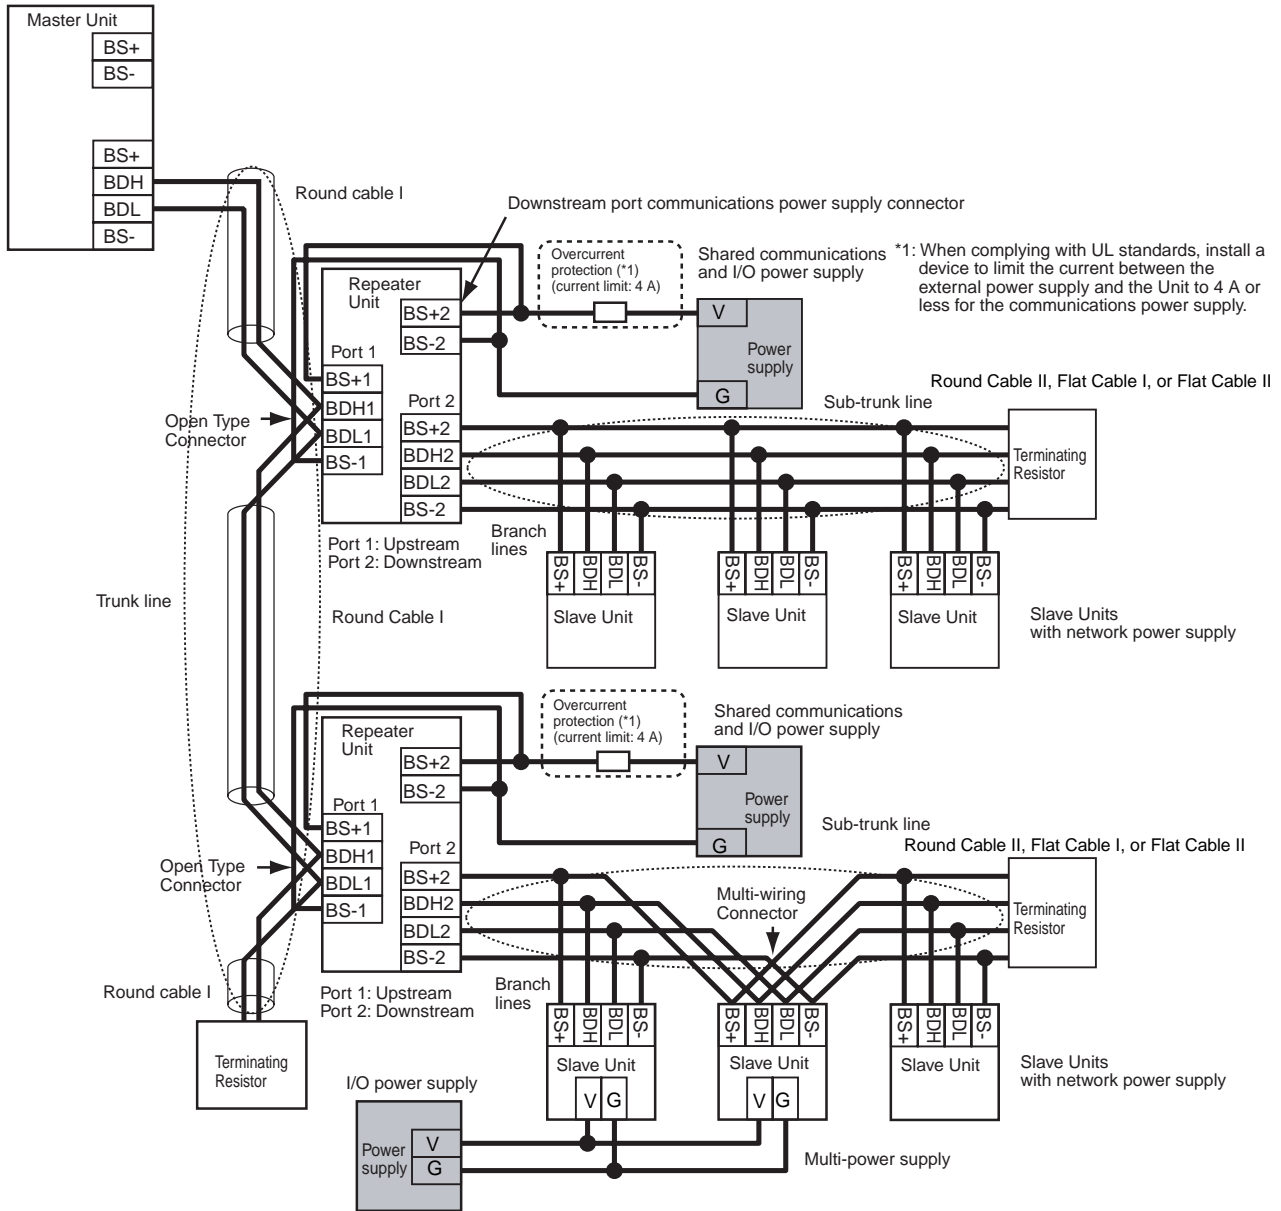 Master Unit
BS+
BS-
BS+
BDH
BDL
BS-
Round cable I
Downstream port communications power supply connector
Overcurrent
protection (*1)
(current limit: 4 A)
Shared communications
and I/O power supply
*1: When complying with UL standards, install a
device to limit the current between the
external power supply and the Unit to 4 A or
less for the communications power supply.
Repeater
Unit
BS+2
BS-2
V
Power
supply
G
Port 1
BS+1
BDH1
BDL1
BS-1
Port 2
BS+2
BDH2
BDL2
BS-2
Open Type
Connector
Round Cable II, Flat Cable I, or Flat Cable II
Sub-trunk line
Terminating
Resistor
Port 1: Upstream
Port 2: Downstream
Branch
lines
BS+
BDH
BDL
BS-
Slave Unit
BS+
BDH
BDL
BS-
Slave Unit
BS+
BDH
BDL
BS-
Slave Unit
Slave Units
with network power supply
Trunk line
Round Cable I
Overcurrent
protection (*1)
(current limit: 4 A)
Shared communications
and I/O power supply
Repeater
Unit
BS+2
BS-2
V
Power
supply
G
Port 1
BS+1
BDH1
BDL1
BS-1
Port 2
BS+2
BDH2
BDL2
BS-2
Open Type
Connector
Sub-trunk line
Round Cable II, Flat Cable I, or Flat Cable II
Multi-wiring
Connector
Terminating
Resistor
Round cable I
Port 1: Upstream
Port 2: Downstream
Branch
lines
BS+
BDH
BDL
BS-
Slave Unit
V
G
BS+
BDH
BDL
BS-
Slave Unit
V
G
BS+
BDH
BDL
BS-
Slave Unit
Slave Units
with network power supply
Terminating
Resistor
I/O power supply
Power
supply
V
G
Multi-power supply